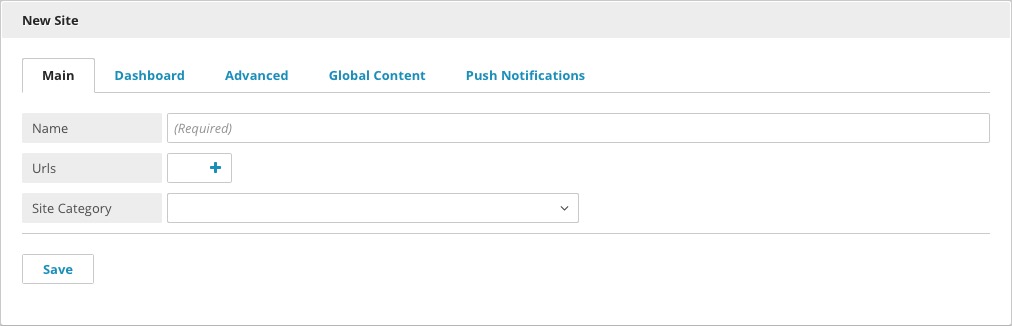 New Site
Main Dashboard Advanced Global Content Push Notifications
Name (Required)
Urls
Site Category
Save